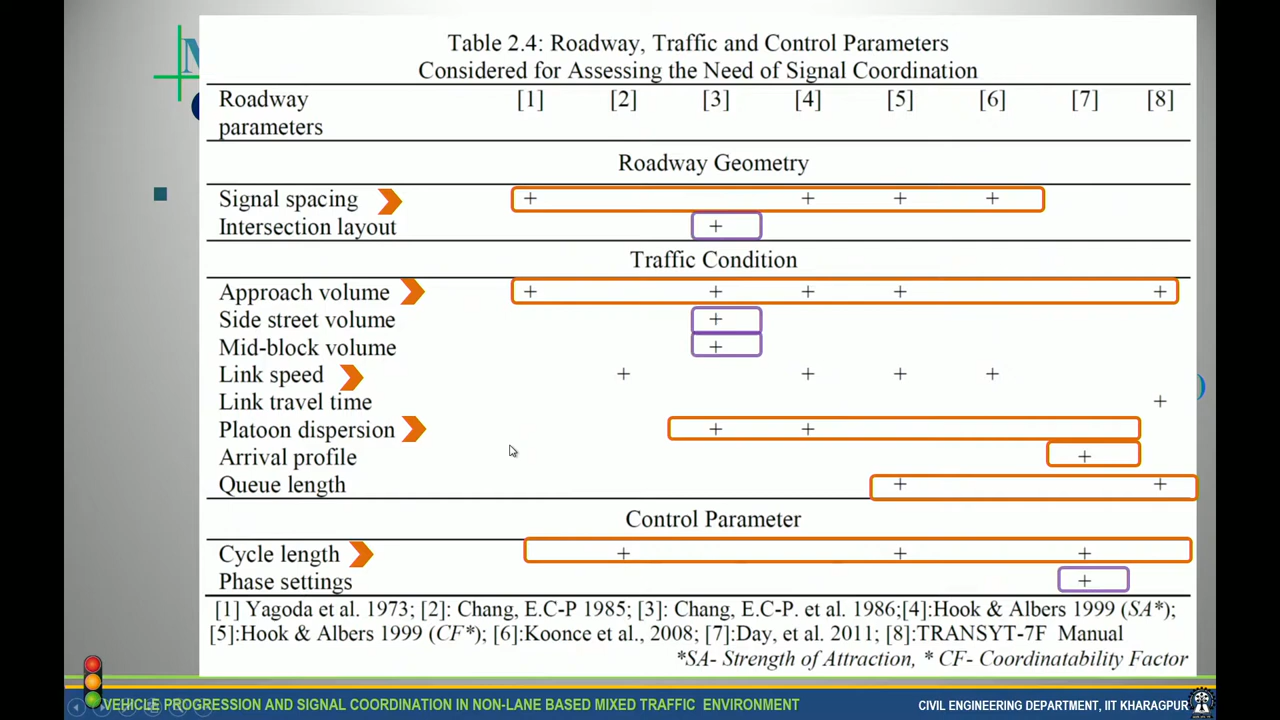 Table 2.4: Roadway, Traffic and Control Parameters
Considered for Assessing the Need of Signal Coordination
Roadway parameters [1] [2] [3] [4] [5] [6] [7] [8]
Roadway Geometry
Signal spacing + + + +
Intersection layout +
Traffic Condition
Approach volume + + + + +
Side street volume +
Mid-block volume +
Link speed + + + +
Link travel time +
Platoon dispersion + +
Arrival profile +
Queue length + +
Control Parameter
Cycle length + + +
Phase settings +
[1] Yagoda et al. 1973; [2]: Chang, E.C-P 1985; [3]: Chang, E.C-P. et al. 1986;[4]:Hook & Albers 1999 (SA*);
[5]:Hook & Albers 1999 (CF*); [6]:Koonce et al., 2008; [7]:Day, et al. 2011; [8]:TRANSYT-7F Manual
*SA- Strength of Attraction, * CF- Coordinatability Factor
VEHICLE PROGRESSION AND SIGNAL COORDINATION IN NON-LANE BASED MIXED TRAFFIC ENVIRONMENT
CIVIL ENGINEERING DEPARTMENT, IIT KHARAGPUR